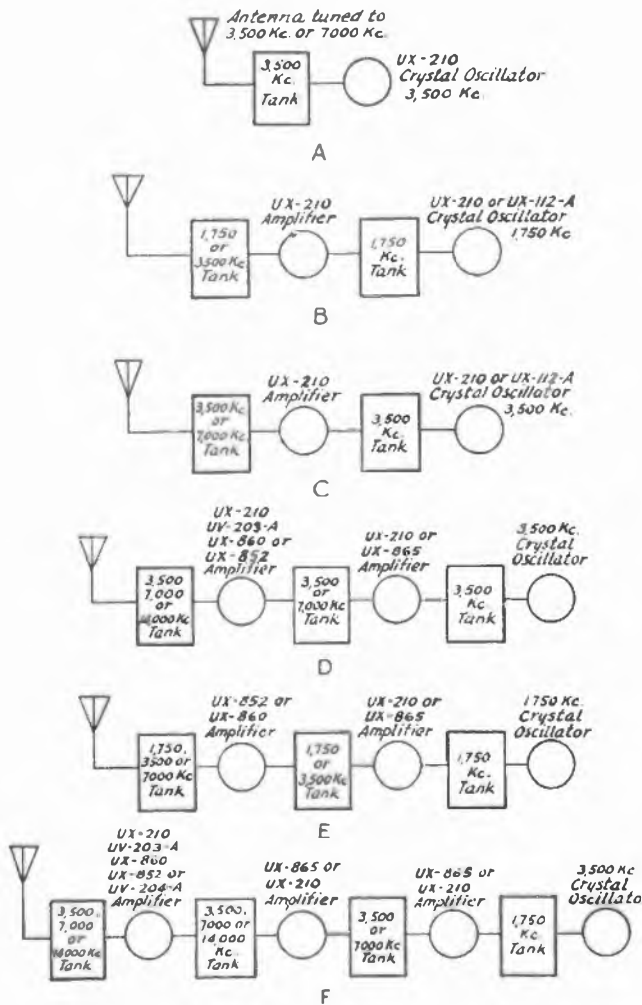 Antenna tuned to
3,500 Kc. or 7000 Kc.
3,500
Kc.
Tank
UX-210
Crystal Oscillator
3,500 Kc.
A
1,750
or
3500 Kc.
Tank
UX-210
Amplifier
1,750
Kc.
Tank
UX-210 or UX-112-A
Crystal Oscillator
1,750 Kc.
B
3,500 Kc.
or
7,000 Kc.
Tank
UX-210
Amplifier
3,500
Kc.
Tank
UX-210 or UX-112-A
Crystal Oscillator
3,500 Kc.
C
3,500
7,000
or
14,000 Kc
Tank
UX-210
UV-203-A
UX-860 or
UX-852
Amplifier
3,500
or
7,000 Kc
Tank
UX-210 or
UX-865
Amplifier
3,500
Kc.
Tank
3,500 Kc.
Crystal
Oscillator
D
1,750,
3500 or
7000 Kc
Tank
UX-852 or
UX-860
Amplifier
1,750
or
3,500 Kc
Tank
UX-210 or
UX-865
Amplifier
1,750
Kc.
Tank
1,750 Kc.
Crystal
Oscillator
E
3,500,
7,000
or
14000 Kc
Tank
UX-210
UV-203-A
UX-860
UX-852 or
UV-204-A
Amplifier
3,500,
7000 or
14,000
Kc.
Tank
UX-865 or
UX-210
Amplifier
3,500
or
7000 Kc
Tank
UX-865 or
UX-210
Amplifier
1,750
Kc.
Tank
3,500 Kc
Crystal
Oscillator
F